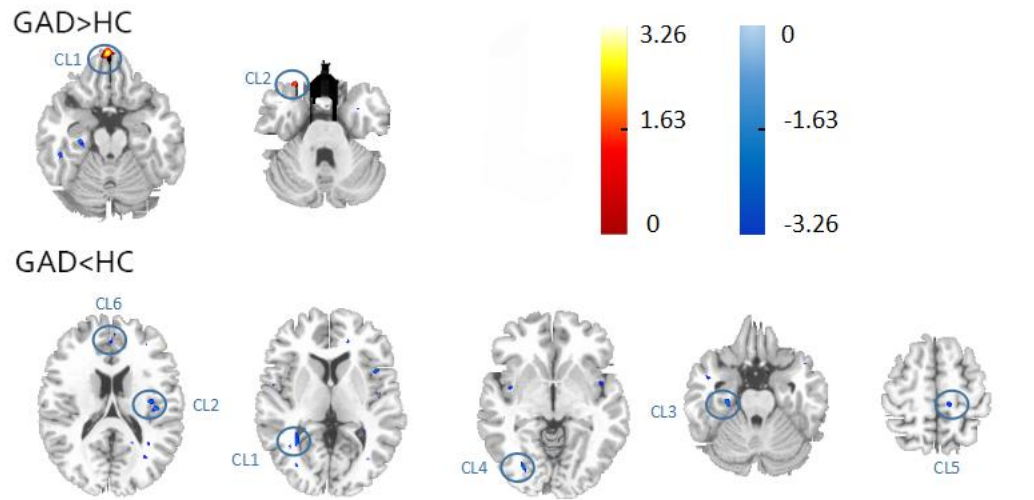 GAD>HC
CL1
CL2
3.26
1.63
0
0
-1.63
-3.26
GAD<HC
CL6
CL2
CL1
CL4
CL3
CL5